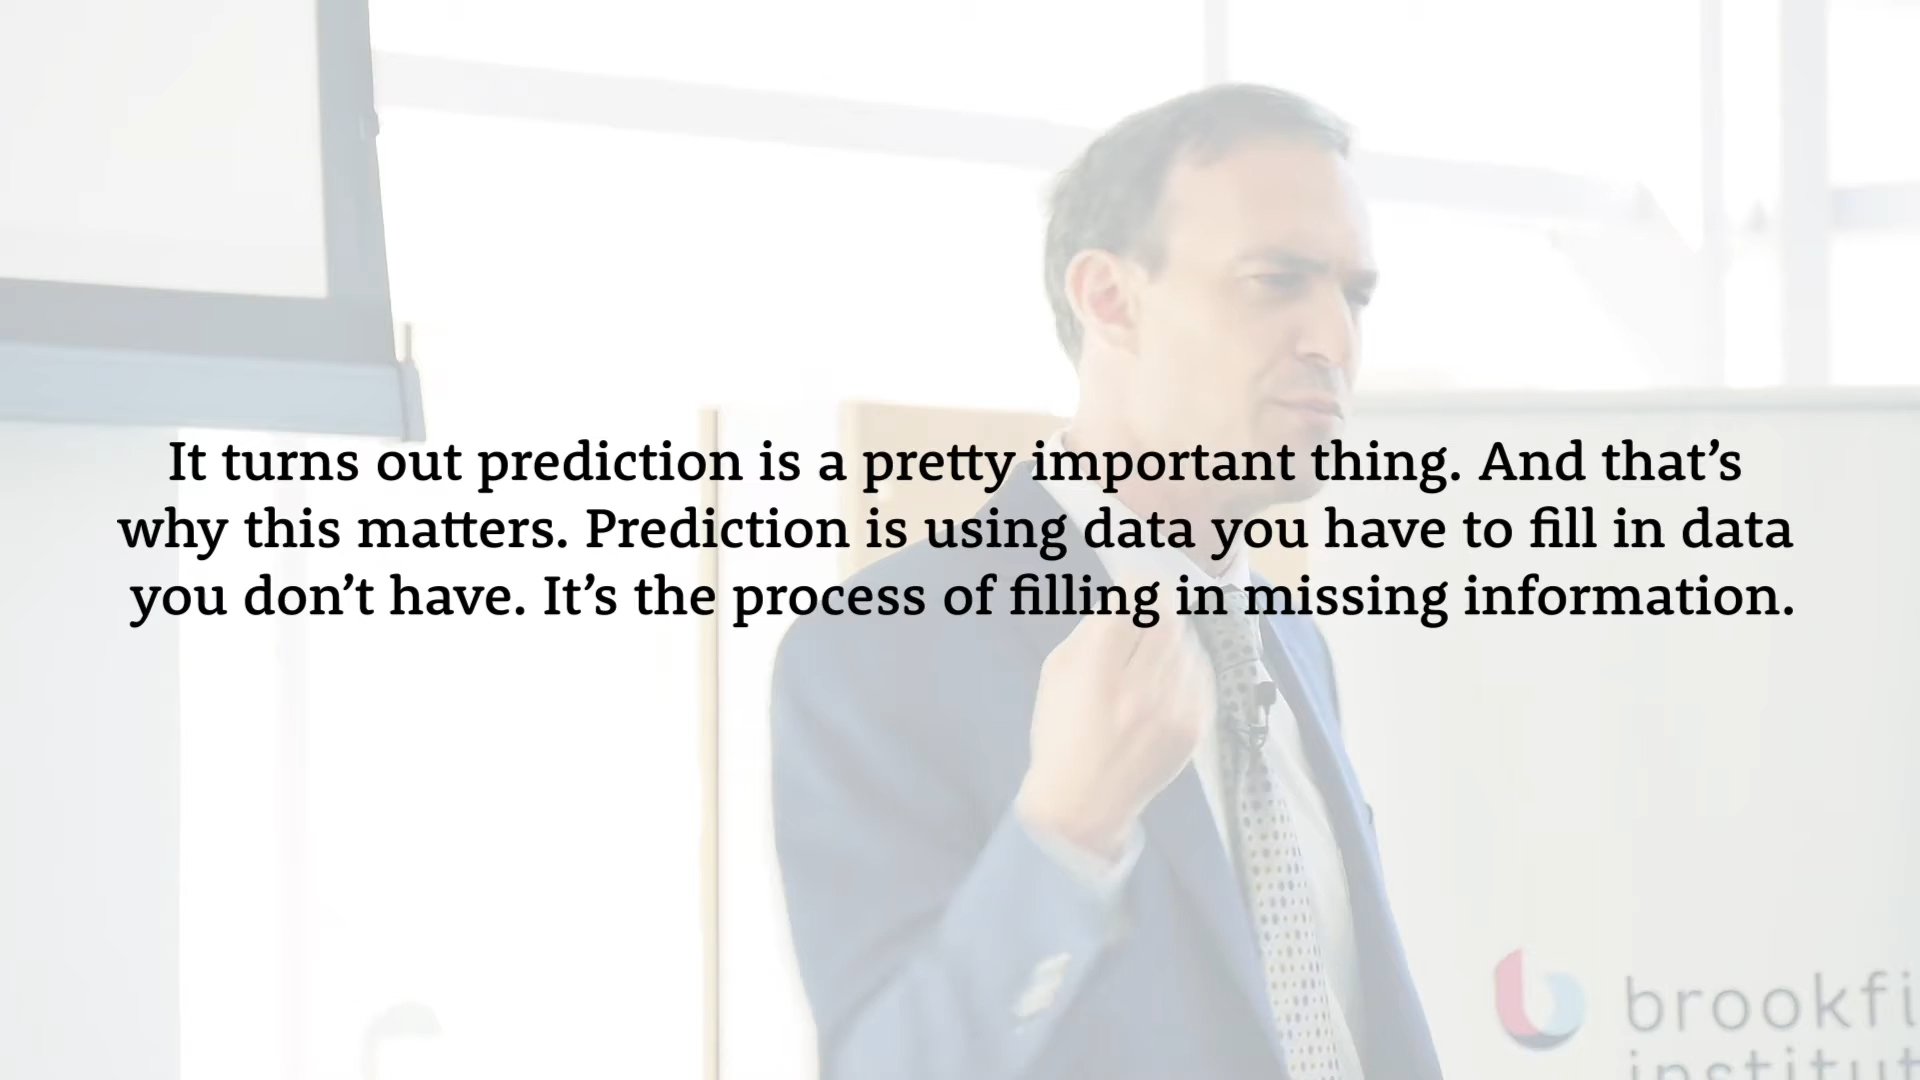 It turns out prediction is a pretty important thing. And that’s
why this matters. Prediction is using data you have to fill in data
you don’t have. It’s the process of filling in missing information.
brookfi
institut